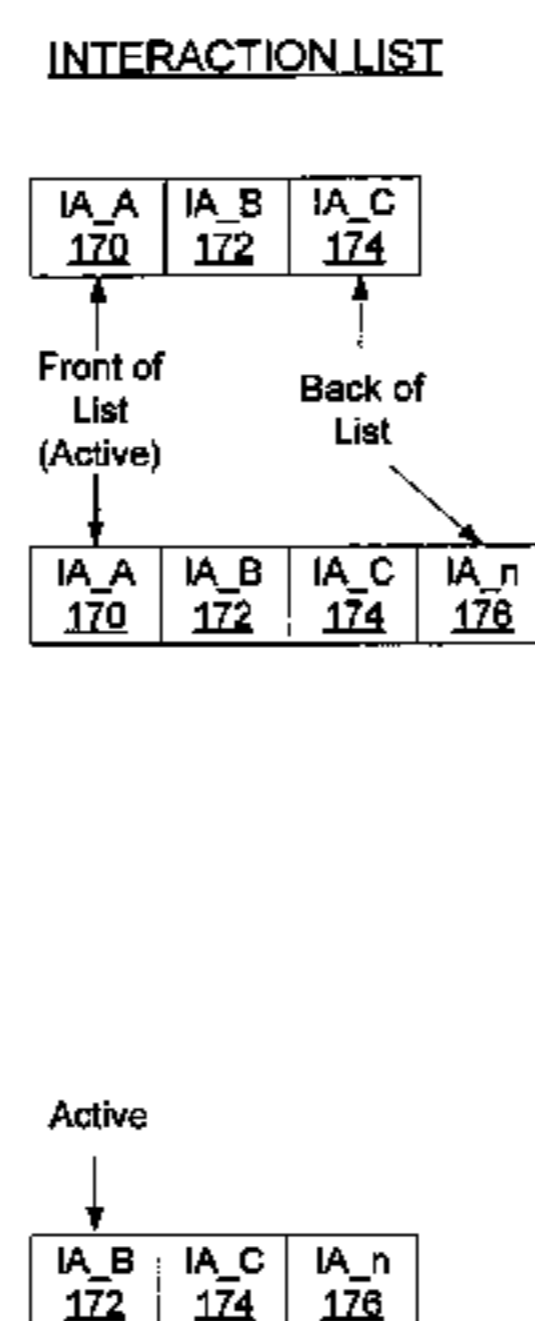 INTERACTION LIST
IA_A IA_B IA_C
170 172 174
Front of
List
(Active)
Back of
List
IA_A IA_B IA_C IA_n
170 172 174 176
Active
IA_B IA_C IA_n
172 174 176